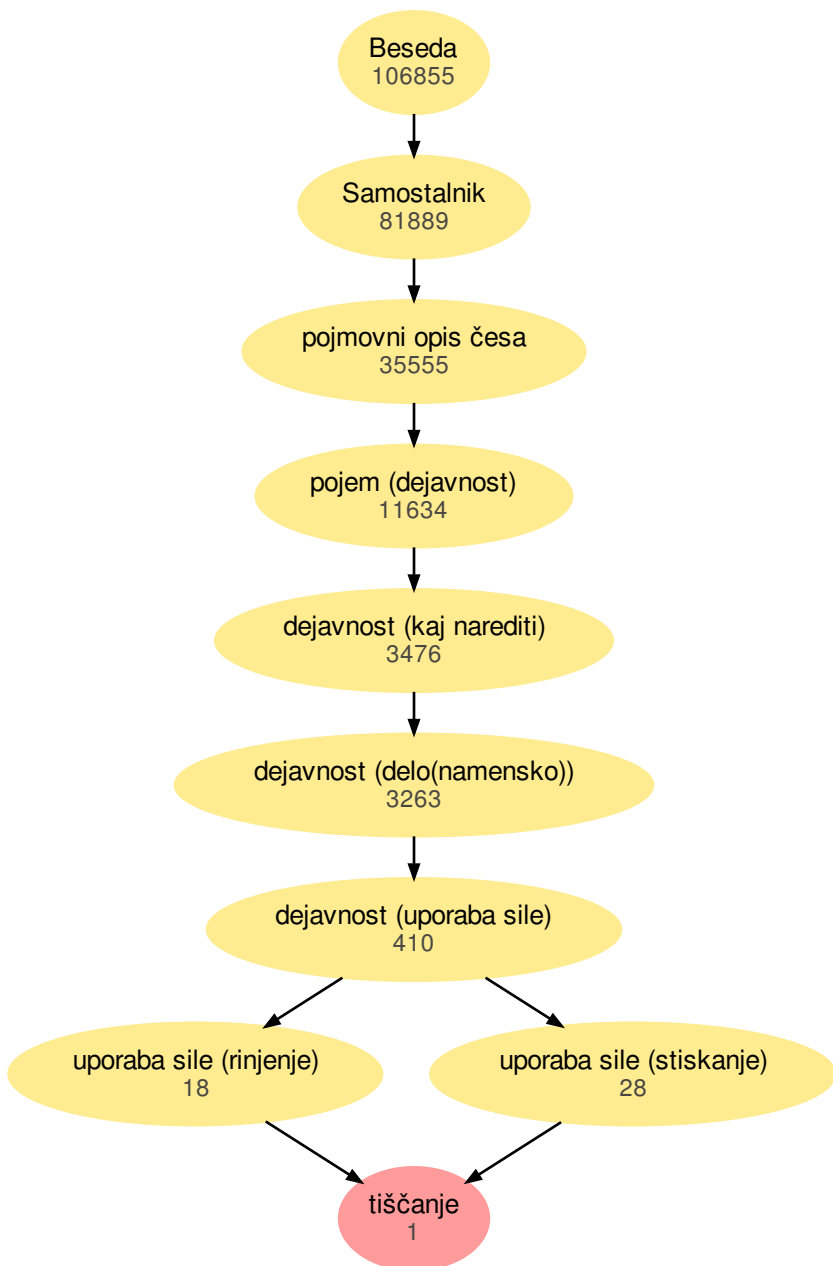 Beseda
106855
Samostalnik
81889
pojmovni opis česa
35555
pojem (dejavnost)
11634
dejavnost (kaj narediti)
3476
dejavnost (delo(namensko))
3263
dejavnost (uporaba sile)
410
uporaba sile (rinjenje)
18
uporaba sile (stiskanje)
28
tiščanje
1